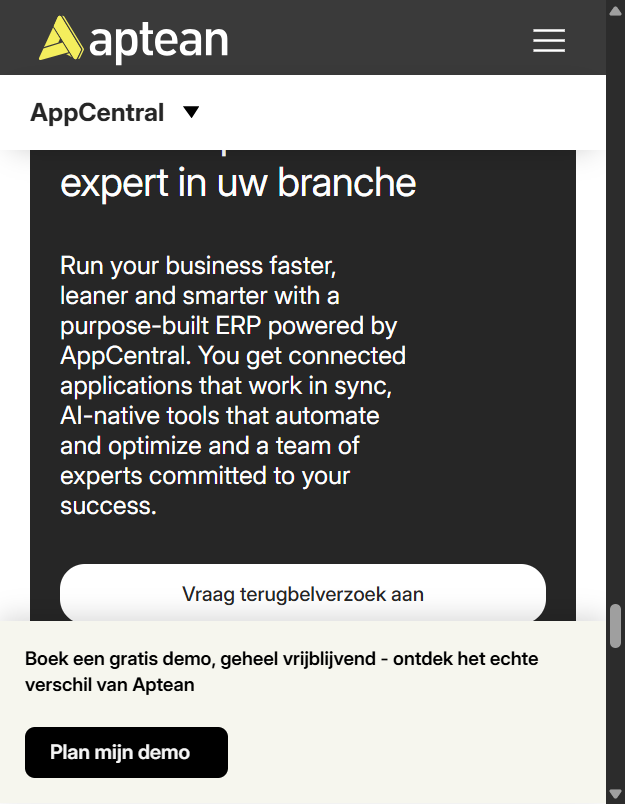 aptean
AppCentral
expert in uw branche
Run your business faster,
leaner and smarter with a
purpose-built ERP powered by
AppCentral. You get connected
applications that work in sync,
AI-native tools that automate
and optimize and a team of
experts committed to your
success.
Vraag terugbelverzoek aan
Boek een gratis demo, geheel vrijblijvend - ontdek het echte
verschil van Aptean
Plan mijn demo